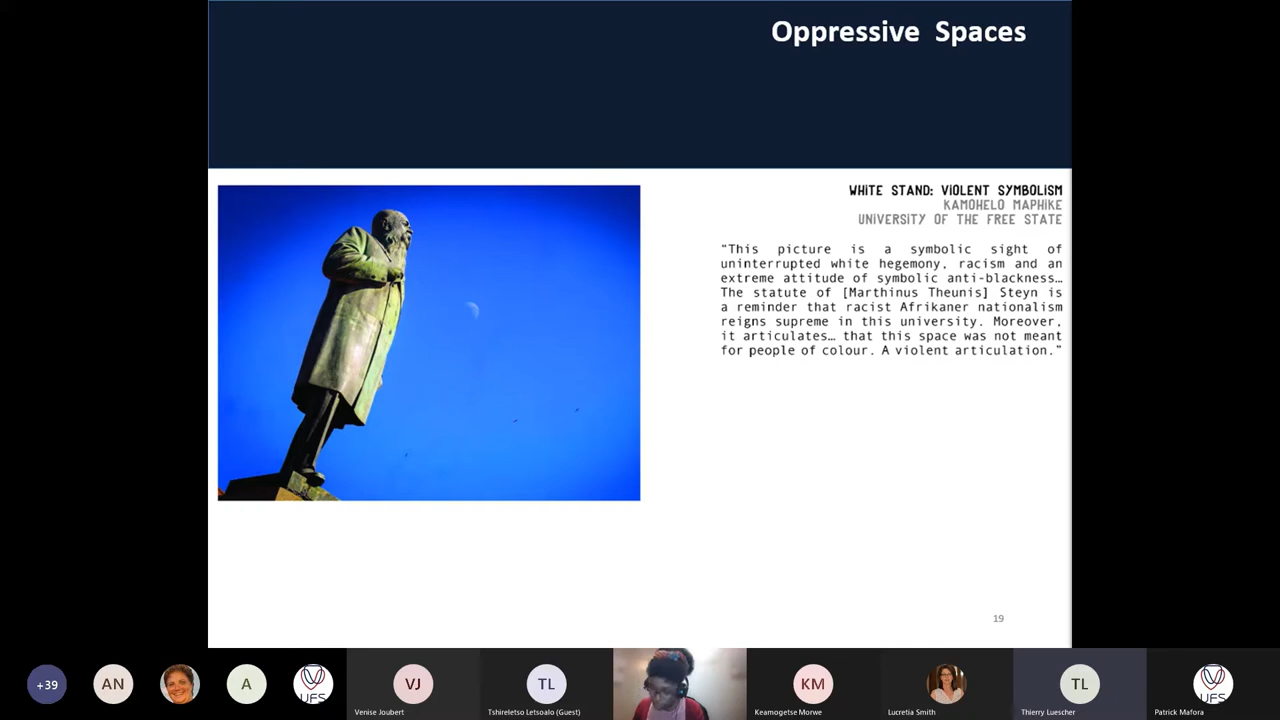 Oppressive Spaces
WHITE STAND: VIOLENT SYMBOLISM
KAMOHELO MAPHIKE
UNIVERSITY OF THE FREE STATE
"This picture is a symbolic sight of
uninterrupted white hegemony, racism and an
extreme attitude of symbolic anti-blackness…
The statute of [Marthinus Theunis] Steyn is
a reminder that racist Afrikaner nationalism
reigns supreme in this university. Moreover,
it articulates… that this space was not meant
for people of colour. A violent articulation."
19
+39
AN
A
UFS
VJ
TL
KM
TL
UFS
Venise Joubert
Tshireletso Letsoalo (Guest)
Keamogetse Morwe
Lucretia Smith
Thierry Luescher
Patrick Mafora